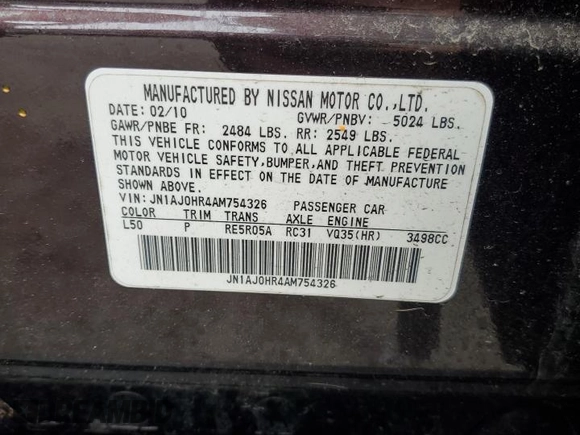 MANUFACTURED BY NISSAN MOTOR CO.,LTD.
DATE: 02/10 GVWR/PNBV: 5024 LBS.
GAWR/PNBE FR: 2484 LBS. RR: 2549 LBS.
THIS VEHICLE CONFORMS TO ALL APPLICABLE FEDERAL
MOTOR VEHICLE SAFETY, BUMPER, AND THEFT PREVENTION
STANDARDS IN EFFECT ON THE DATE OF MANUFACTURE
SHOWN ABOVE.
VIN: JN1AJ0HR4AM754326 PASSENGER CAR
COLOR TRIM TRANS AXLE ENGINE
L50 P RE5R05A RC31 VQ35(HR) 3498CC
JN1AJ0HR4AM754326